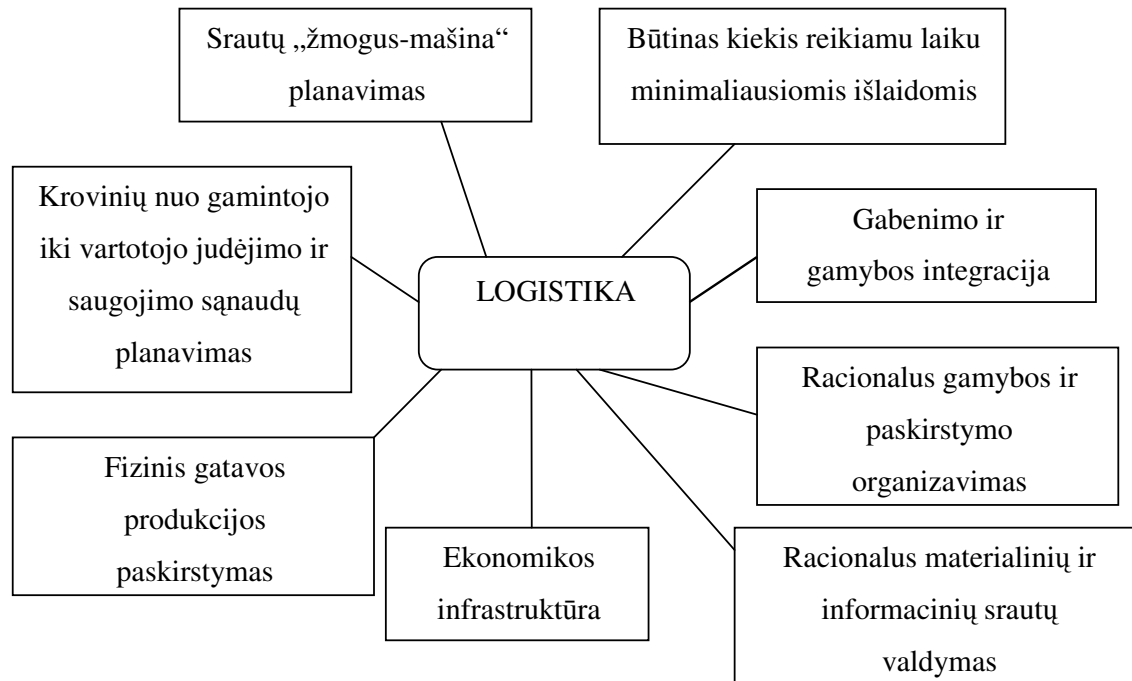 Srautų „žmogus-mašina“
planavimas
Būtinas kiekis reikiamu laiku
minimaliausiomis išlaidomis
Krovinių nuo gamintojo
iki vartotojo judėjimo ir
saugojimo sąnaudų
planavimas
LOGISTIKA
Gabenimo ir
gamybos integracija
Racionalus gamybos ir
paskirstymo
organizavimas
Fizinis gatavos
produkcijos
paskirstymas
Ekonomikos
infrastruktūra
Racionalus materialinių ir
informacinių srautų
valdymas